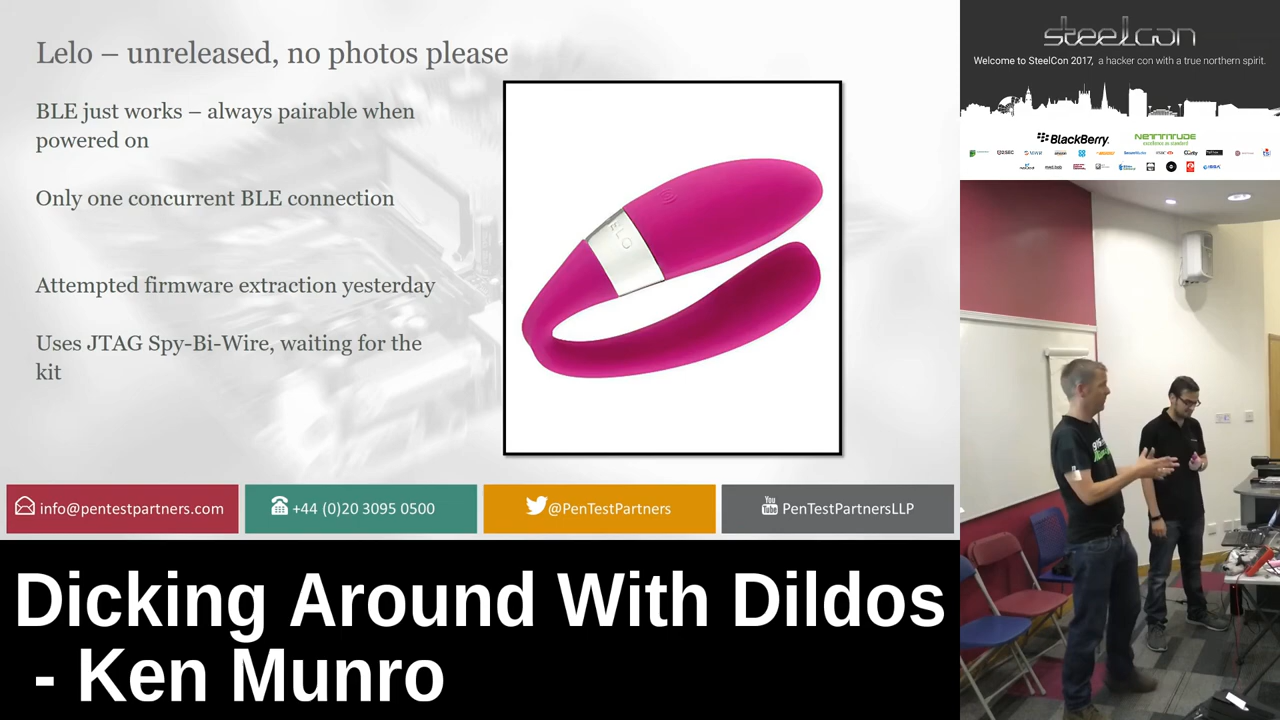 Lelo – unreleased, no photos please
BLE just works – always pairable when
powered on
Only one concurrent BLE connection
Attempted firmware extraction yesterday
Uses JTAG Spy-Bi-Wire, waiting for the
kit
info@pentestpartners.com
+44 (0)20 3095 0500
@PenTestPartners
You
Tube
PenTestPartnersLLP
Dicking Around With Dildos
- Ken Munro
steelcon
Welcome to SteelCon 2017, a hacker con with a true northern spirit.
BlackBerry
NETTITUDE